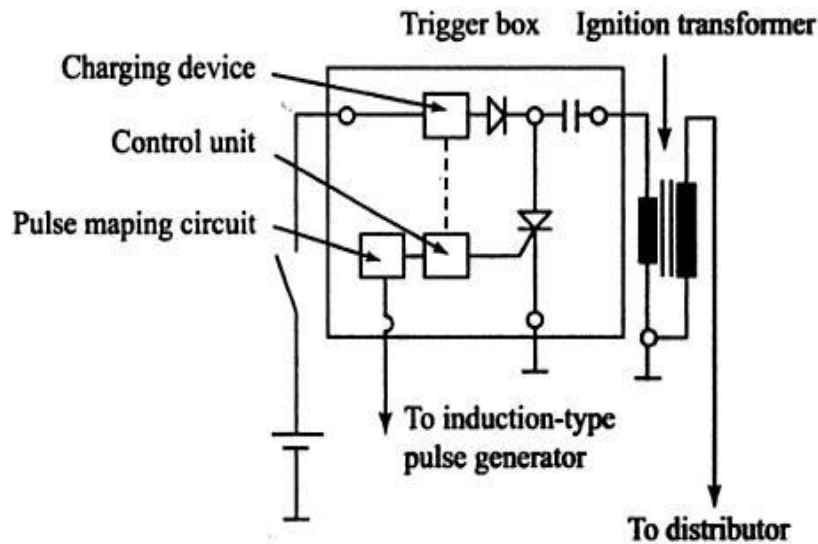 Trigger box
Ignition transformer
Charging device
Control unit
Pulse maping circuit
To induction-type
pulse generator
To distributor